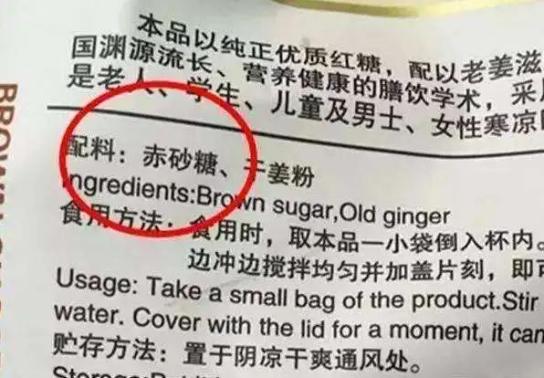 本品以纯正优质红糖，配以老姜滋
国渊源流长、营养健康的膳饮学术，采
是老人、学生、儿童及男士、女性寒凉
配料：赤砂糖、干姜粉
Ingredients:Brown sugar,Old ginger
食用方法：食用时，取本品一小袋倒入杯内。
边冲边搅拌均匀并加盖片刻，即可
Usage: Take a small bag of the product.Stir
water. Cover with the lid for a moment, it can
贮存方法：置于阴凉干爽通风处。
BROWN